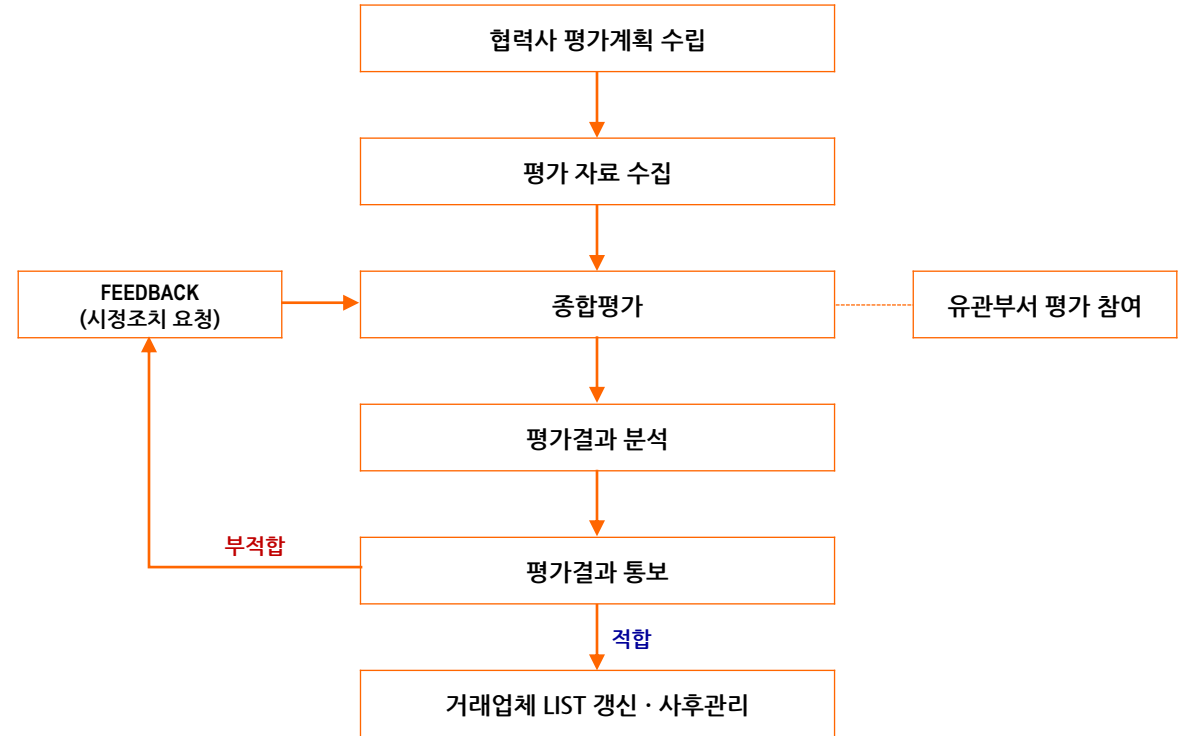 협력사 평가계획 수립
평가 자료 수집
FEEDBACK
(시정조치 요청)
종합평가
유관부서 평가 참여
평가결과 분석
부적합
평가결과 통보
적합
거래업체 LIST 갱신 · 사후관리